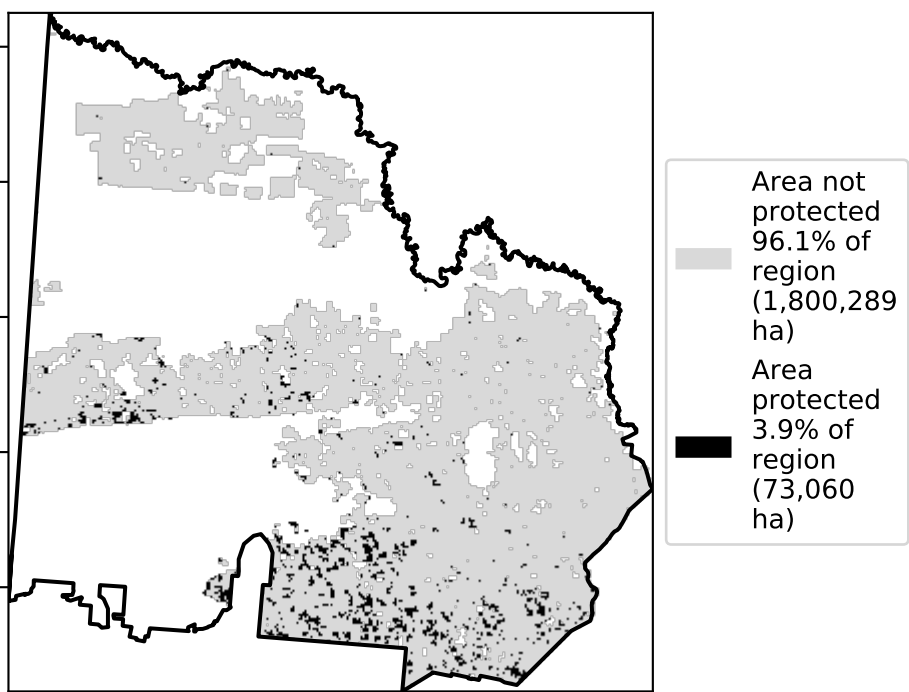 Area not
protected
96.1% of
region
(1,800,289
ha)
Area
protected
3.9% of
region
(73,060
ha)